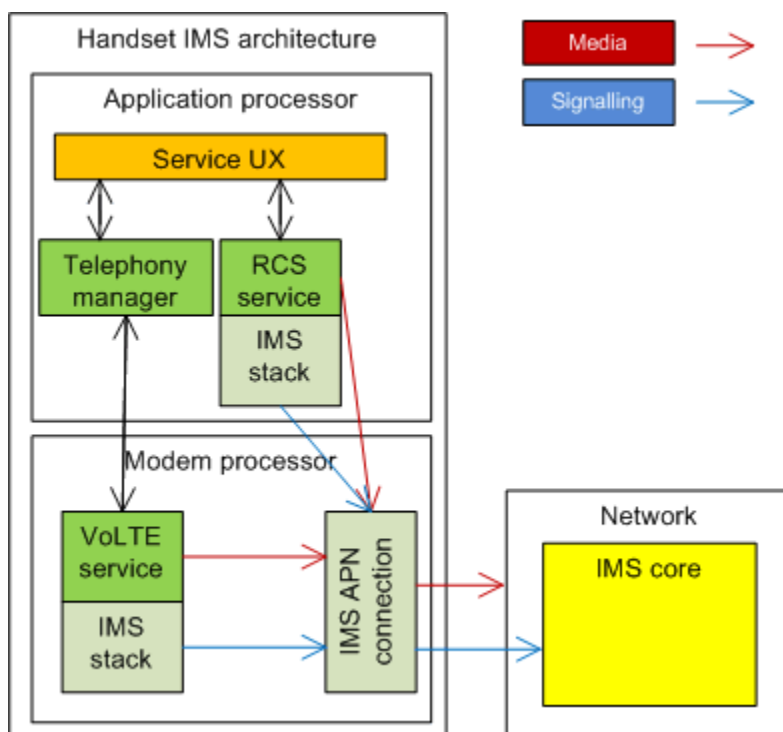 Handset IMS architecture
Application processor
Service UX
Telephony
manager
RCS
service
IMS
stack
Modem processor
VoLTE
service
IMS
stack
IMS APN
connection
Media
Signalling
Network
IMS core